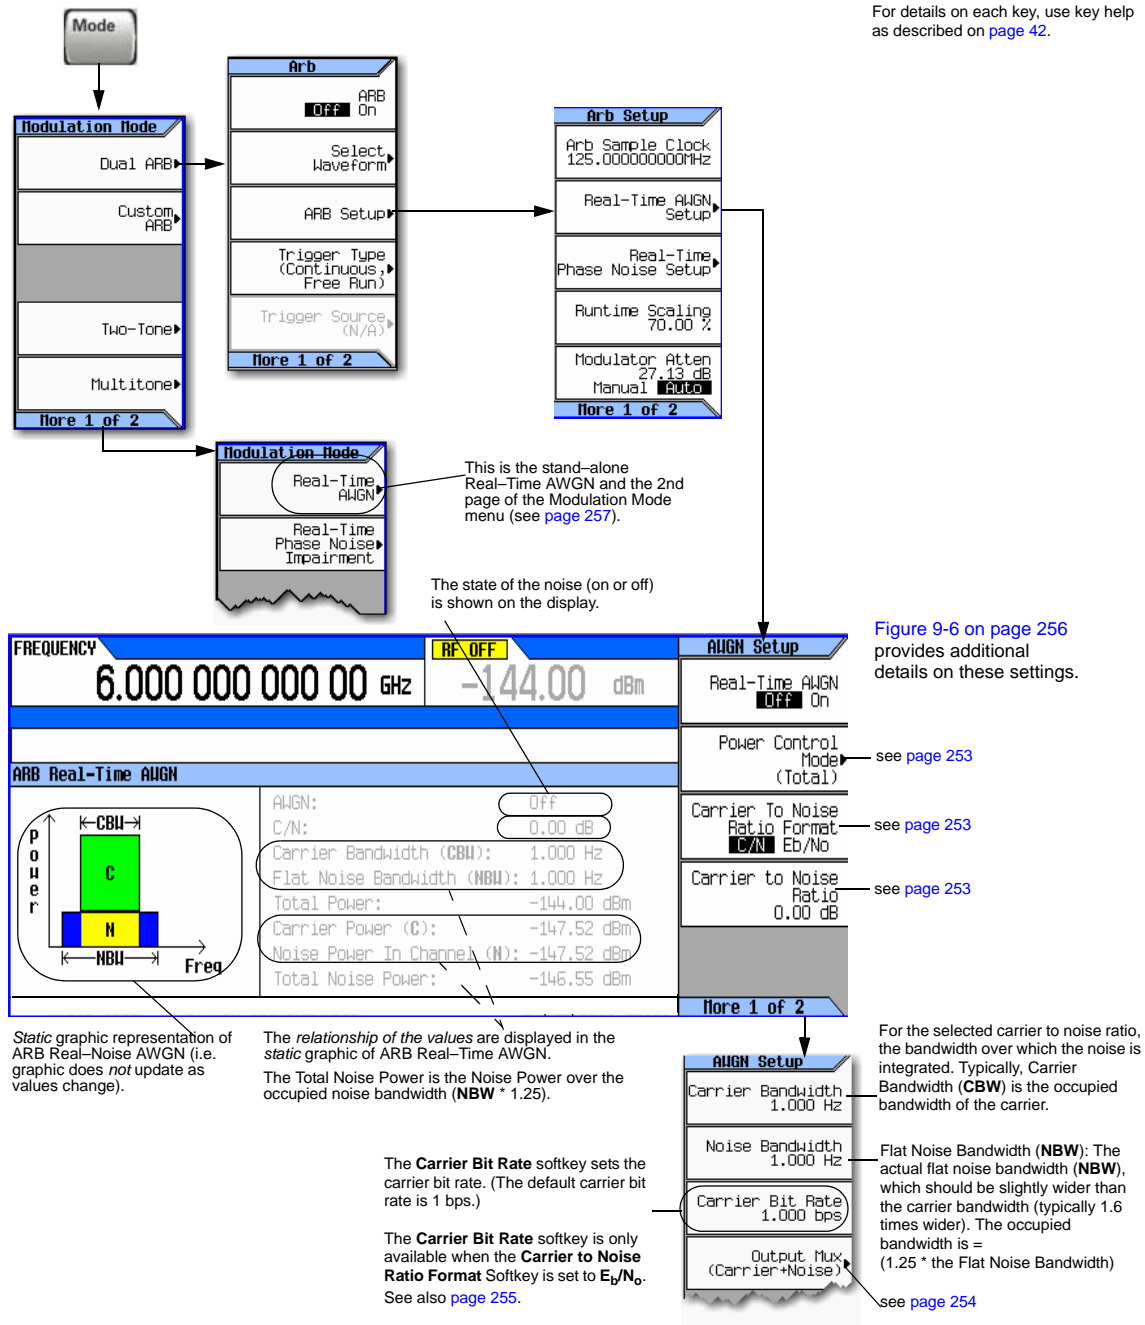 For details on each key, use key help
as described on page 42.
Mode
Modulation Mode
Dual ARB
Custom
ARB
Two-Tone
Multitone
More 1 of 2
Arb
ARB
Off On
Select
Waveform
ARB Setup
Trigger Type
(Continuous,
Free Run)
Trigger Source
(N/A)
More 1 of 2
Arb Setup
Arb Sample Clock
125.000000000MHz
Real-Time AWGN
Setup
Real-Time
Phase Noise Setup
Runtime Scaling
70.00 %
Modulator Atten
27.13 dB
Manual Auto
More 1 of 2
Modulation Mode
Real-Time
AWGN
Real-Time
Phase Noise
Impairment
This is the stand–alone
Real–Time AWGN and the 2nd
page of the Modulation Mode
menu (see page 257).
The state of the noise (on or off)
is shown on the display.
FREQUENCY
6.000 000 000 00 GHz
RF OFF
-144.00 dBm
ARB Real-Time AWGN
Power
CBW
C
N
NBW
Freq
AWGN: Off
C/N: 0.00 dB
Carrier Bandwidth (CBW): 1.000 Hz
Flat Noise Bandwidth (NBW): 1.000 Hz
Total Power: -144.00 dBm
Carrier Power (C): -147.52 dBm
Noise Power In Channel (N): -147.52 dBm
Total Noise Power: -146.55 dBm
AWGN Setup
Real-Time AWGN
Off On
Power Control
Mode
(Total)
Carrier To Noise
Ratio Format
C/N Eb/No
Carrier to Noise
Ratio
0.00 dB
More 1 of 2
Figure 9-6 on page 256
provides additional
details on these settings.
see page 253
see page 253
see page 253
Static graphic representation of
ARB Real–Noise AWGN (i.e.
graphic does not update as
values change).
The relationship of the values are displayed in the
static graphic of ARB Real–Time AWGN.
The Total Noise Power is the Noise Power over the
occupied noise bandwidth (NBW * 1.25).
AWGN Setup
Carrier Bandwidth
1.000 Hz
Noise Bandwidth
1.000 Hz
Carrier Bit Rate
1.000 bps
Output Mux
(Carrier+Noise)
For the selected carrier to noise ratio,
the bandwidth over which the noise is
integrated. Typically, Carrier
Bandwidth (CBW) is the occupied
bandwidth of the carrier.
Flat Noise Bandwidth (NBW): The
actual flat noise bandwidth (NBW),
which should be slightly wider than
the carrier bandwidth (typically 1.6
times wider). The occupied
bandwidth is =
(1.25 * the Flat Noise Bandwidth)
see page 254
The Carrier Bit Rate softkey sets the
carrier bit rate. (The default carrier bit
rate is 1 bps.)
The Carrier Bit Rate softkey is only
available when the Carrier to Noise
Ratio Format Softkey is set to Eb/No.
See also page 255.